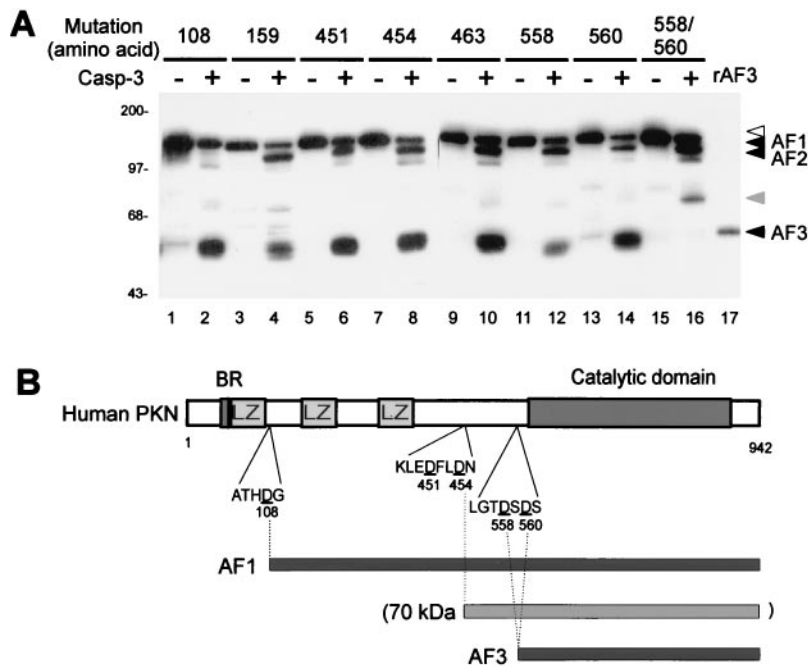 A
Mutation
(amino acid)
108 159 451 454 463 558 560 558/
560
Casp-3 - + - + - + - + - + - + - + - + rAF3
200-
97-
68-
43-
AF1
AF2
AF3
1 2 3 4 5 6 7 8 9 10 11 12 13 14 15 16 17
B
BR
Catalytic domain
Human PKN
LZ LZ LZ
1
942
ATHDG
108
KLEDFLDN
451 454
LGTDSDS
558 560
AF1
(70 kDa )
AF3